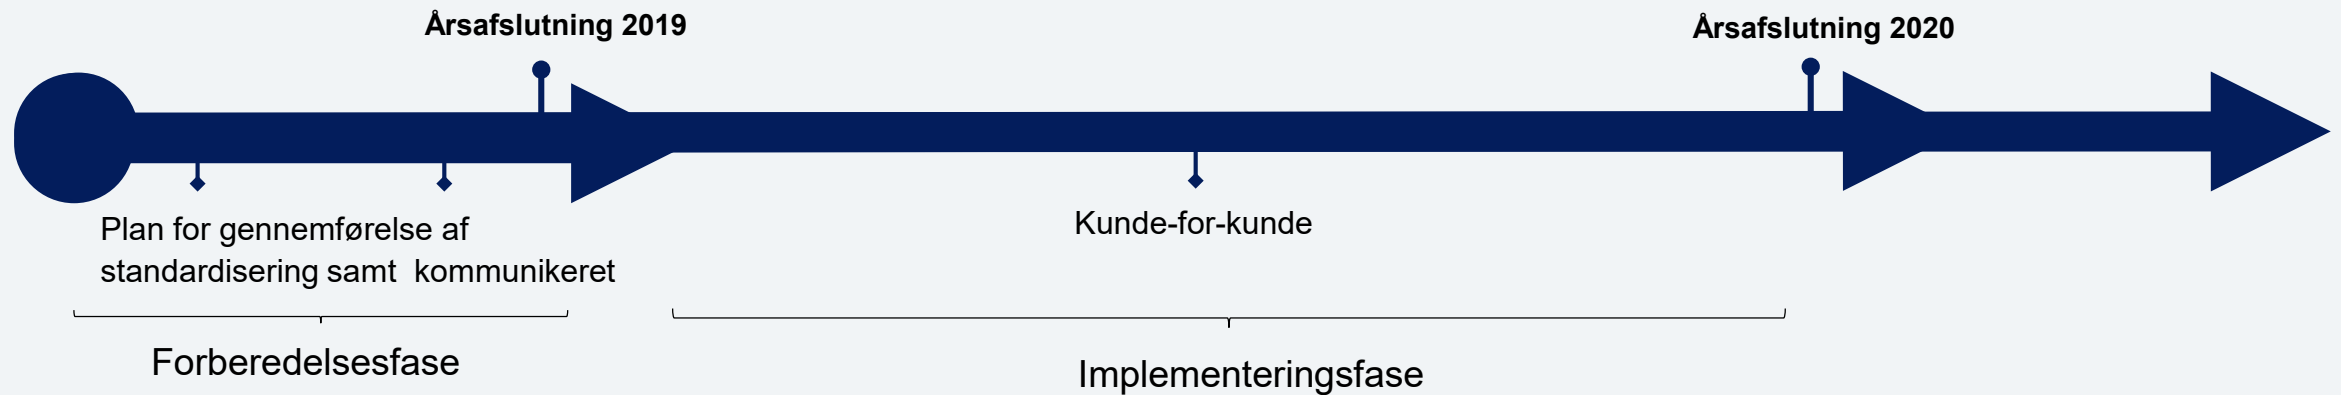 Årsafslutning 2019
Årsafslutning 2020
Plan for gennemførelse af
standardisering samt  kommunikeret
Kunde-for-kunde
Forberedelsesfase
Implementeringsfase